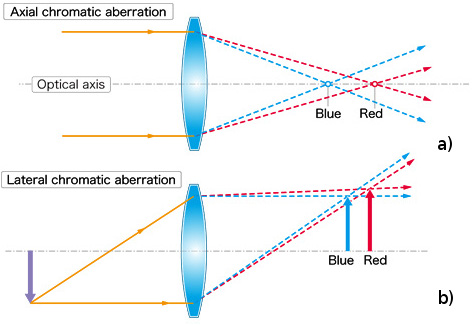 Axial chromatic aberration
Optical axis
Blue Red
a)
Lateral chromatic aberration
Blue Red
b)